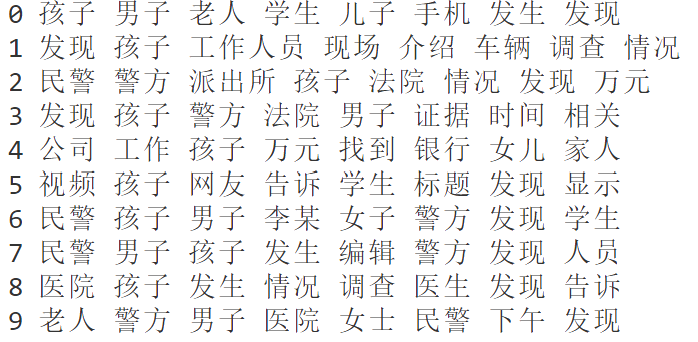 0 孩子 男子 老人 学生 儿子 手机 发生 发现
1 发现 孩子 工作人员 现场 介绍 车辆 调查 情况
2 民警 警方 派出所 孩子 法院 情况 发现 万元
3 发现 孩子 警方 法院 男子 证据 时间 相关
4 公司 工作 孩子 万元 找到 银行 女儿 家人
5 视频 孩子 网友 告诉 学生 标题 发现 显示
6 民警 孩子 男子 李某 女子 警方 发现 学生
7 民警 男子 孩子 发生 编辑 警方 发现 人员
8 医院 孩子 发生 情况 调查 医生 发现 告诉
9 老人 警方 男子 医院 女士 民警 下午 发现